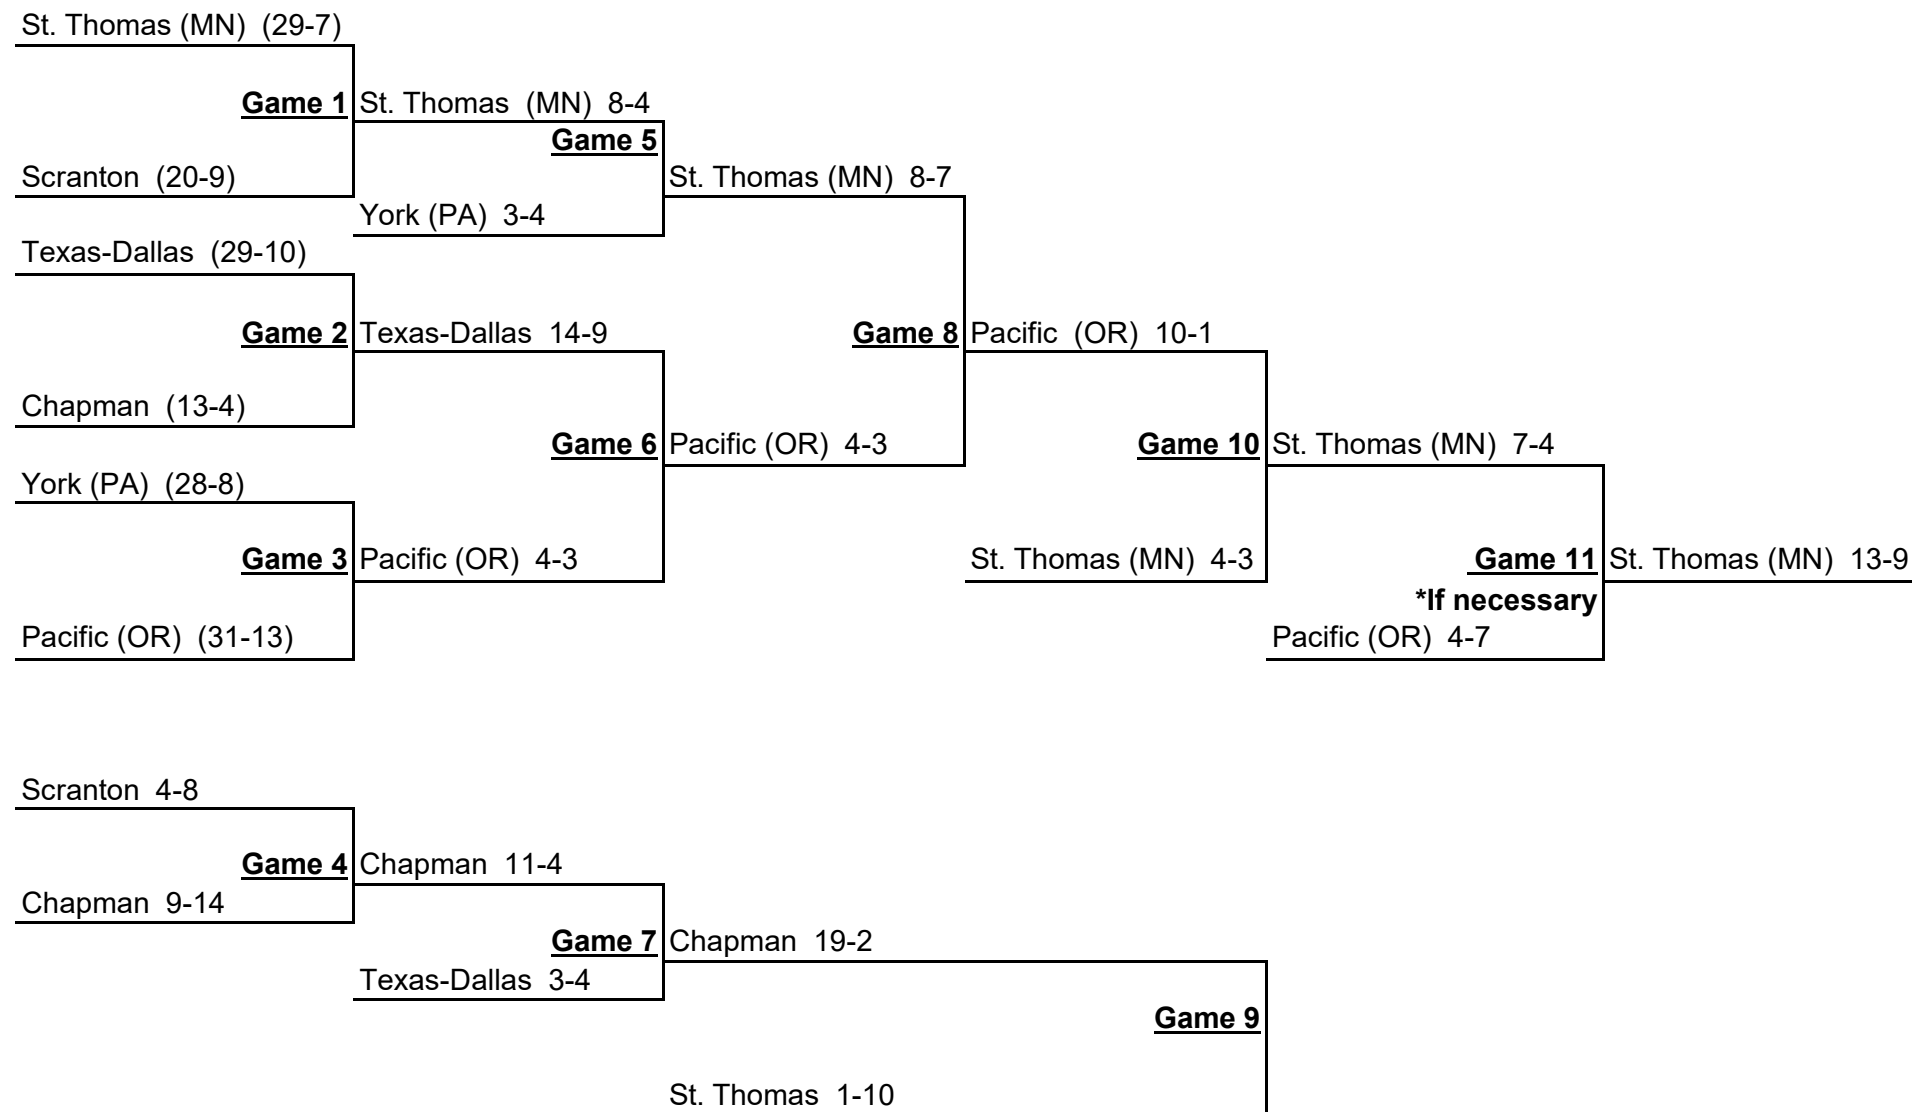 St. Thomas (MN) (29-7)
Game 1 St. Thomas (MN) 8-4
Game 5
Scranton (20-9) St. Thomas (MN) 8-7
York (PA) 3-4
Texas-Dallas (29-10)
Game 2 Texas-Dallas 14-9 Game 8 Pacific (OR) 10-1
Chapman (13-4)
Game 6 Pacific (OR) 4-3 Game 10 St. Thomas (MN) 7-4
York (PA) (28-8)
Game 3 Pacific (OR) 4-3 St. Thomas (MN) 4-3 Game 11 St. Thomas (MN) 13-9
*If necessary
Pacific (OR) (31-13) Pacific (OR) 4-7
Scranton 4-8
Game 4 Chapman 11-4
Chapman 9-14
Game 7 Chapman 19-2
Texas-Dallas 3-4
Game 9
St. Thomas 1-10